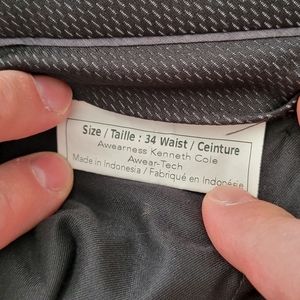 Size / Taille : 34 Waist / Ceinture
Awearness Kenneth Cole
Awear-Tech
Made in Indonesia / Fabriqué en Indonésie